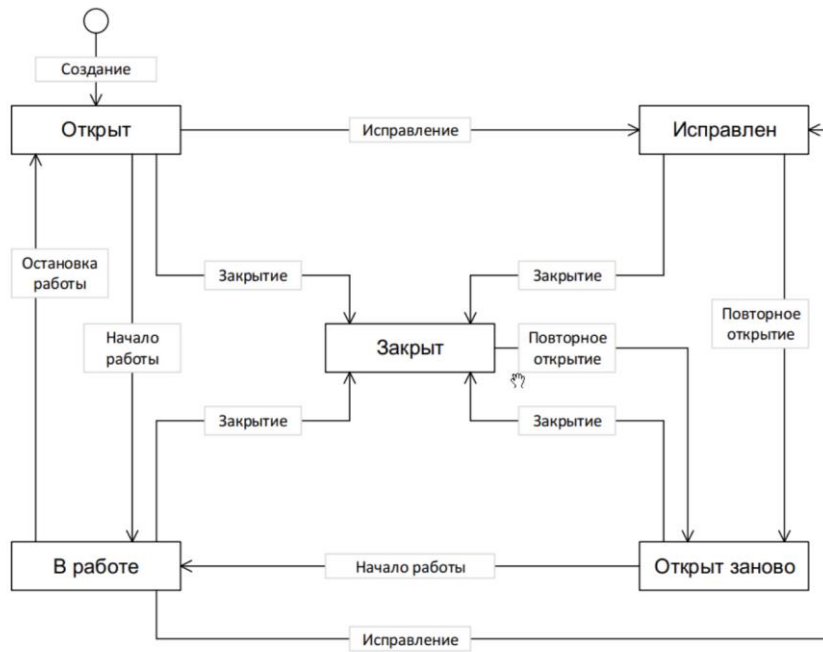 Создание
Открыт
Исправление
Исправлен
Остановка
работы
Закрытие
Закрытие
Начало
работы
Закрыт
Повторное
открытие
Повторное
открытие
Закрытие
Закрытие
В работе
Начало работы
Открыт заново
Исправление